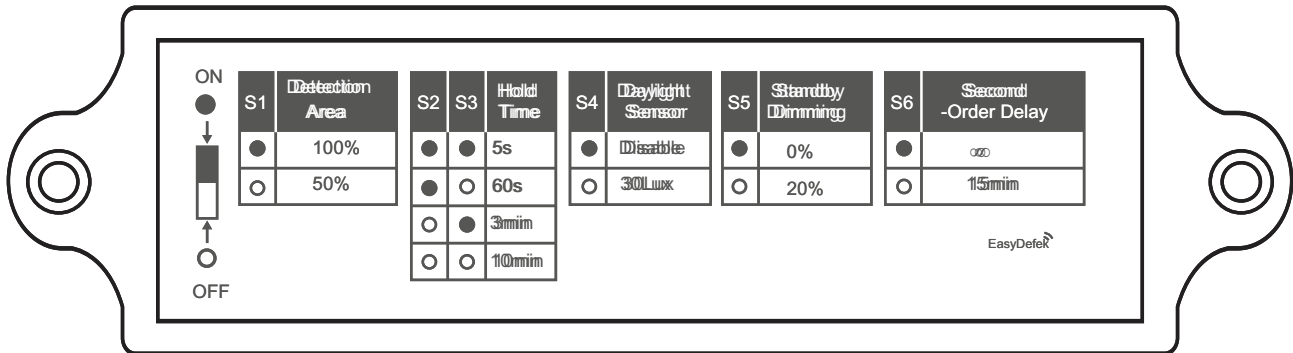 ON
OFF
S1 Detection Area
100%
50%
S2 S3 Hold Time
5s
60s
3min
10min
S4 Daylight Sensor
Disable
30Lux
S5 Standby Dimming
0%
20%
S6 Second -Order Delay
∞
15min
EasyDefek